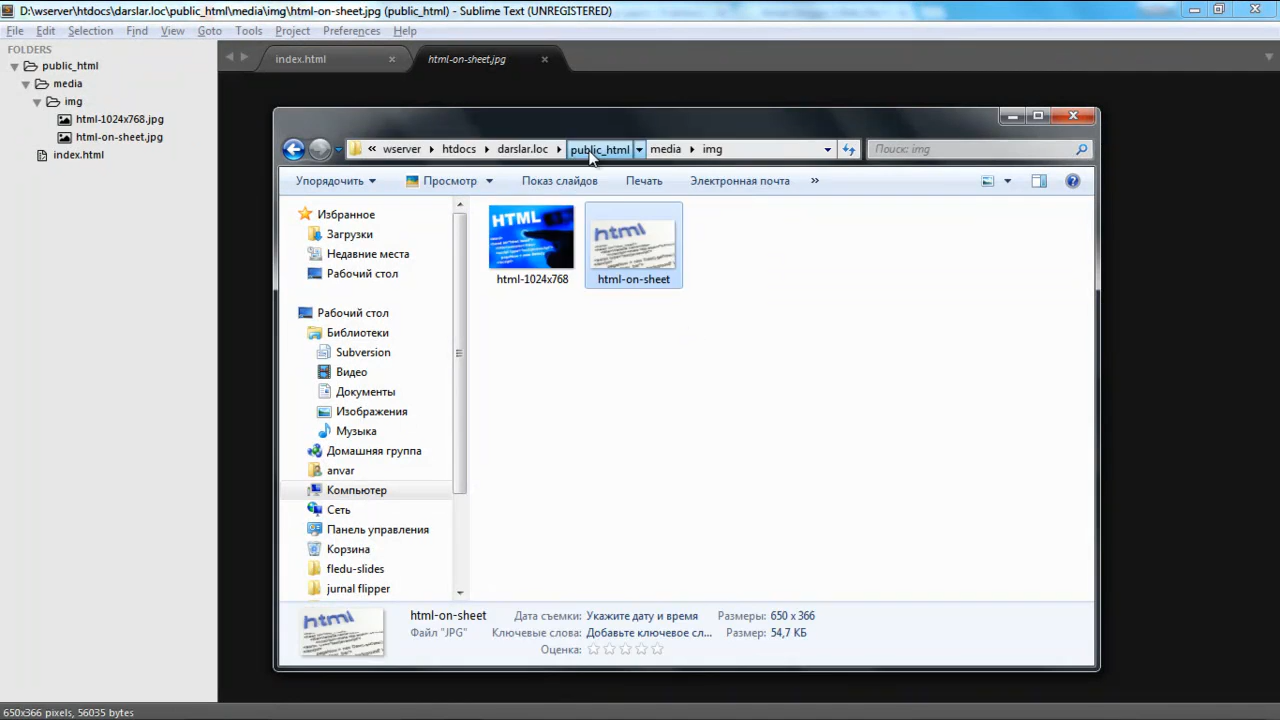 D:\wserver\htdocs\darslar.loc\public_html\media\img\html-on-sheet.jpg (public_html) - Sublime Text (UNREGISTERED)
File Edit Selection Find View Goto Tools Project Preferences Help
FOLDERS
public_html
media
img
html-1024x768.jpg
html-on-sheet.jpg
index.html
index.html
html-on-sheet.jpg
« wserver htdocs darslar.loc public_html media img
Поиск: img
Упорядочить Просмотр Показ слайдов Печать Электронная почта »
Избранное
Загрузки
Недавние места
Рабочий стол
Рабочий стол
Библиотеки
Subversion
Видео
Документы
Изображения
Музыка
Домашняя группа
anvar
Компьютер
Сеть
Панель управления
Корзина
fledu-slides
jurnal flipper
HTML
html-1024x768
html
html-on-sheet
html
html-on-sheet Дата съемки: Укажите дату и время Размеры: 650 x 366
Файл "JPG" Ключевые слова: Добавьте ключевое сл... Размер: 54,7 КБ
Оценка:
650x366 pixels, 56035 bytes